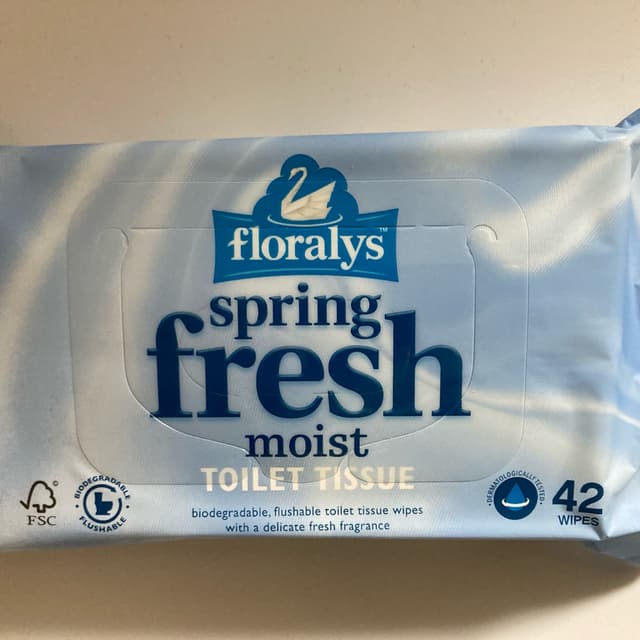 floralys™
spring
fresh
moist
TOILET TISSUE
biodegradable, flushable toilet tissue wipes
with a delicate fresh fragrance
FSC
BIODEGRADABLE
FLUSHABLE
DERMATOLOGICALLY TESTED
42
WIPES